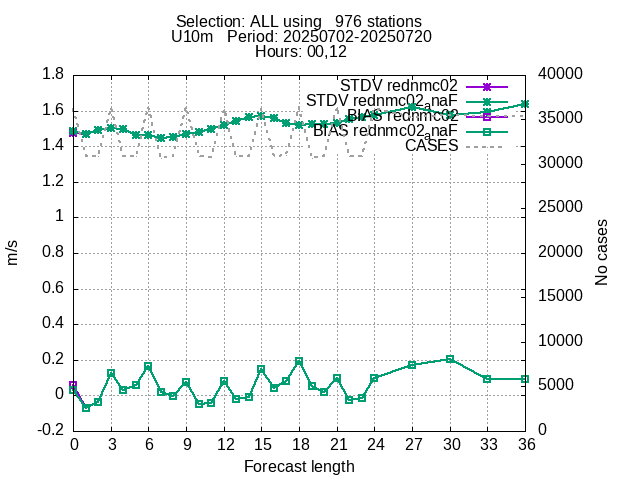 Selection: ALL using   976 stations
U10m   Period: 20250702-20250720
Hours: 00,12
STDV rednmc02
STDV rednmc02_anaF
BIAS rednmc02
BIAS rednmc02_anaF
CASES
1.8
1.6
1.4
1.2
1
0.8
0.6
0.4
0.2
0
-0.2
m/s
40000
35000
30000
25000
20000
15000
10000
5000
0
No cases
0 3 6 9 12 15 18 21 24 27 30 33 36
Forecast length